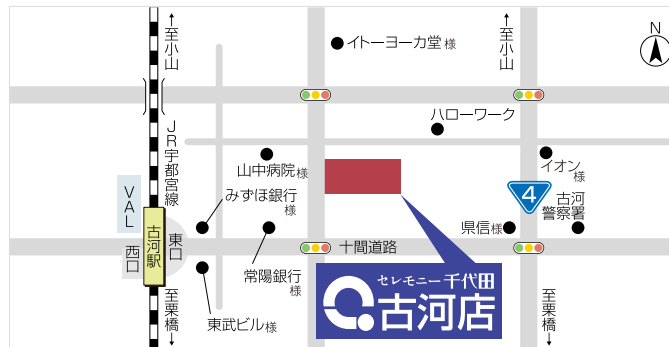 ←至小山
イトーヨーカ堂様
←至小山
N
ハローワーク
JR宇都宮線
山中病院様
イオン様
VAL
みずほ銀行様
4
古河警察署
古河駅
東口
西口
県信様
十間道路
常陽銀行様
セレモニー千代田
古河店
至栗橋→
東武ビル様
至栗橋→